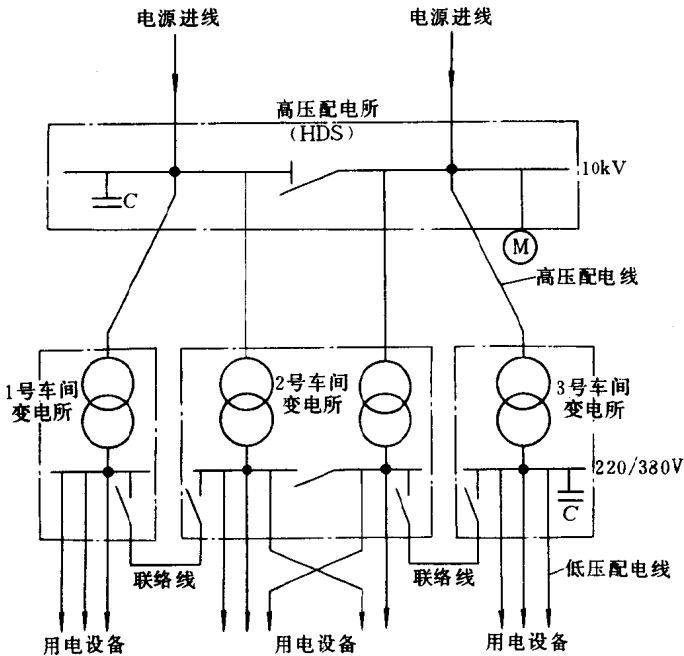 电源进线
电源进线
高压配电所
(HDS)
10kV
C
M
高压配电线
1号车间
变电所
2号车间
变电所
3号车间
变电所
220/380V
C
联络线
联络线
低压配电线
用电设备
用电设备
用电设备